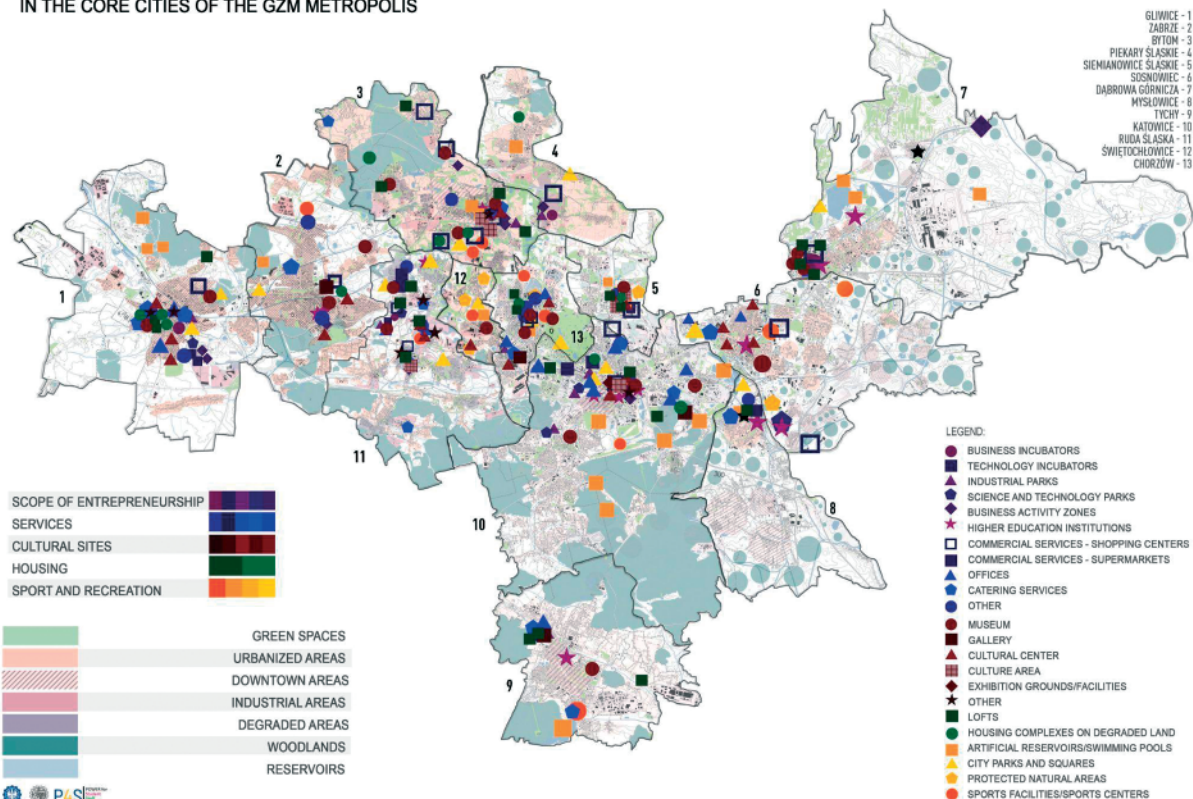 IN THE CORE CITIES OF THE GZM METROPOLIS
GLIWICE - 1
ZABRZE - 2
BYTOM - 3
PIEKARY ŚLĄSKIE - 4
SIEMIANOWICE ŚLĄSKIE - 5
SOSNOWIEC - 6
DĄBROWA GÓRNICZA - 7
MYSŁOWICE - 8
TYCHY - 9
KATOWICE - 10
RUDA ŚLĄSKA - 11
ŚWIĘTOCHŁOWICE - 12
CHORZÓW - 13
3
7
2
4
1
12
5
6
13
11
10
8
9
SCOPE OF ENTREPRENEURSHIP
SERVICES
CULTURAL SITES
HOUSING
SPORT AND RECREATION
GREEN SPACES
URBANIZED AREAS
DOWNTOWN AREAS
INDUSTRIAL AREAS
DEGRADED AREAS
WOODLANDS
RESERVOIRS
LEGEND:
BUSINESS INCUBATORS
TECHNOLOGY INCUBATORS
INDUSTRIAL PARKS
SCIENCE AND TECHNOLOGY PARKS
BUSINESS ACTIVITY ZONES
HIGHER EDUCATION INSTITUTIONS
COMMERCIAL SERVICES - SHOPPING CENTERS
COMMERCIAL SERVICES - SUPERMARKETS
OFFICES
CATERING SERVICES
OTHER
MUSEUM
GALLERY
CULTURAL CENTER
CULTURE AREA
EXHIBITION GROUNDS/FACILITIES
OTHER
LOFTS
HOUSING COMPLEXES ON DEGRADED LAND
ARTIFICIAL RESERVOIRS/SWIMMING POOLS
CITY PARKS AND SQUARES
PROTECTED NATURAL AREAS
SPORTS FACILITIES/SPORTS CENTERS